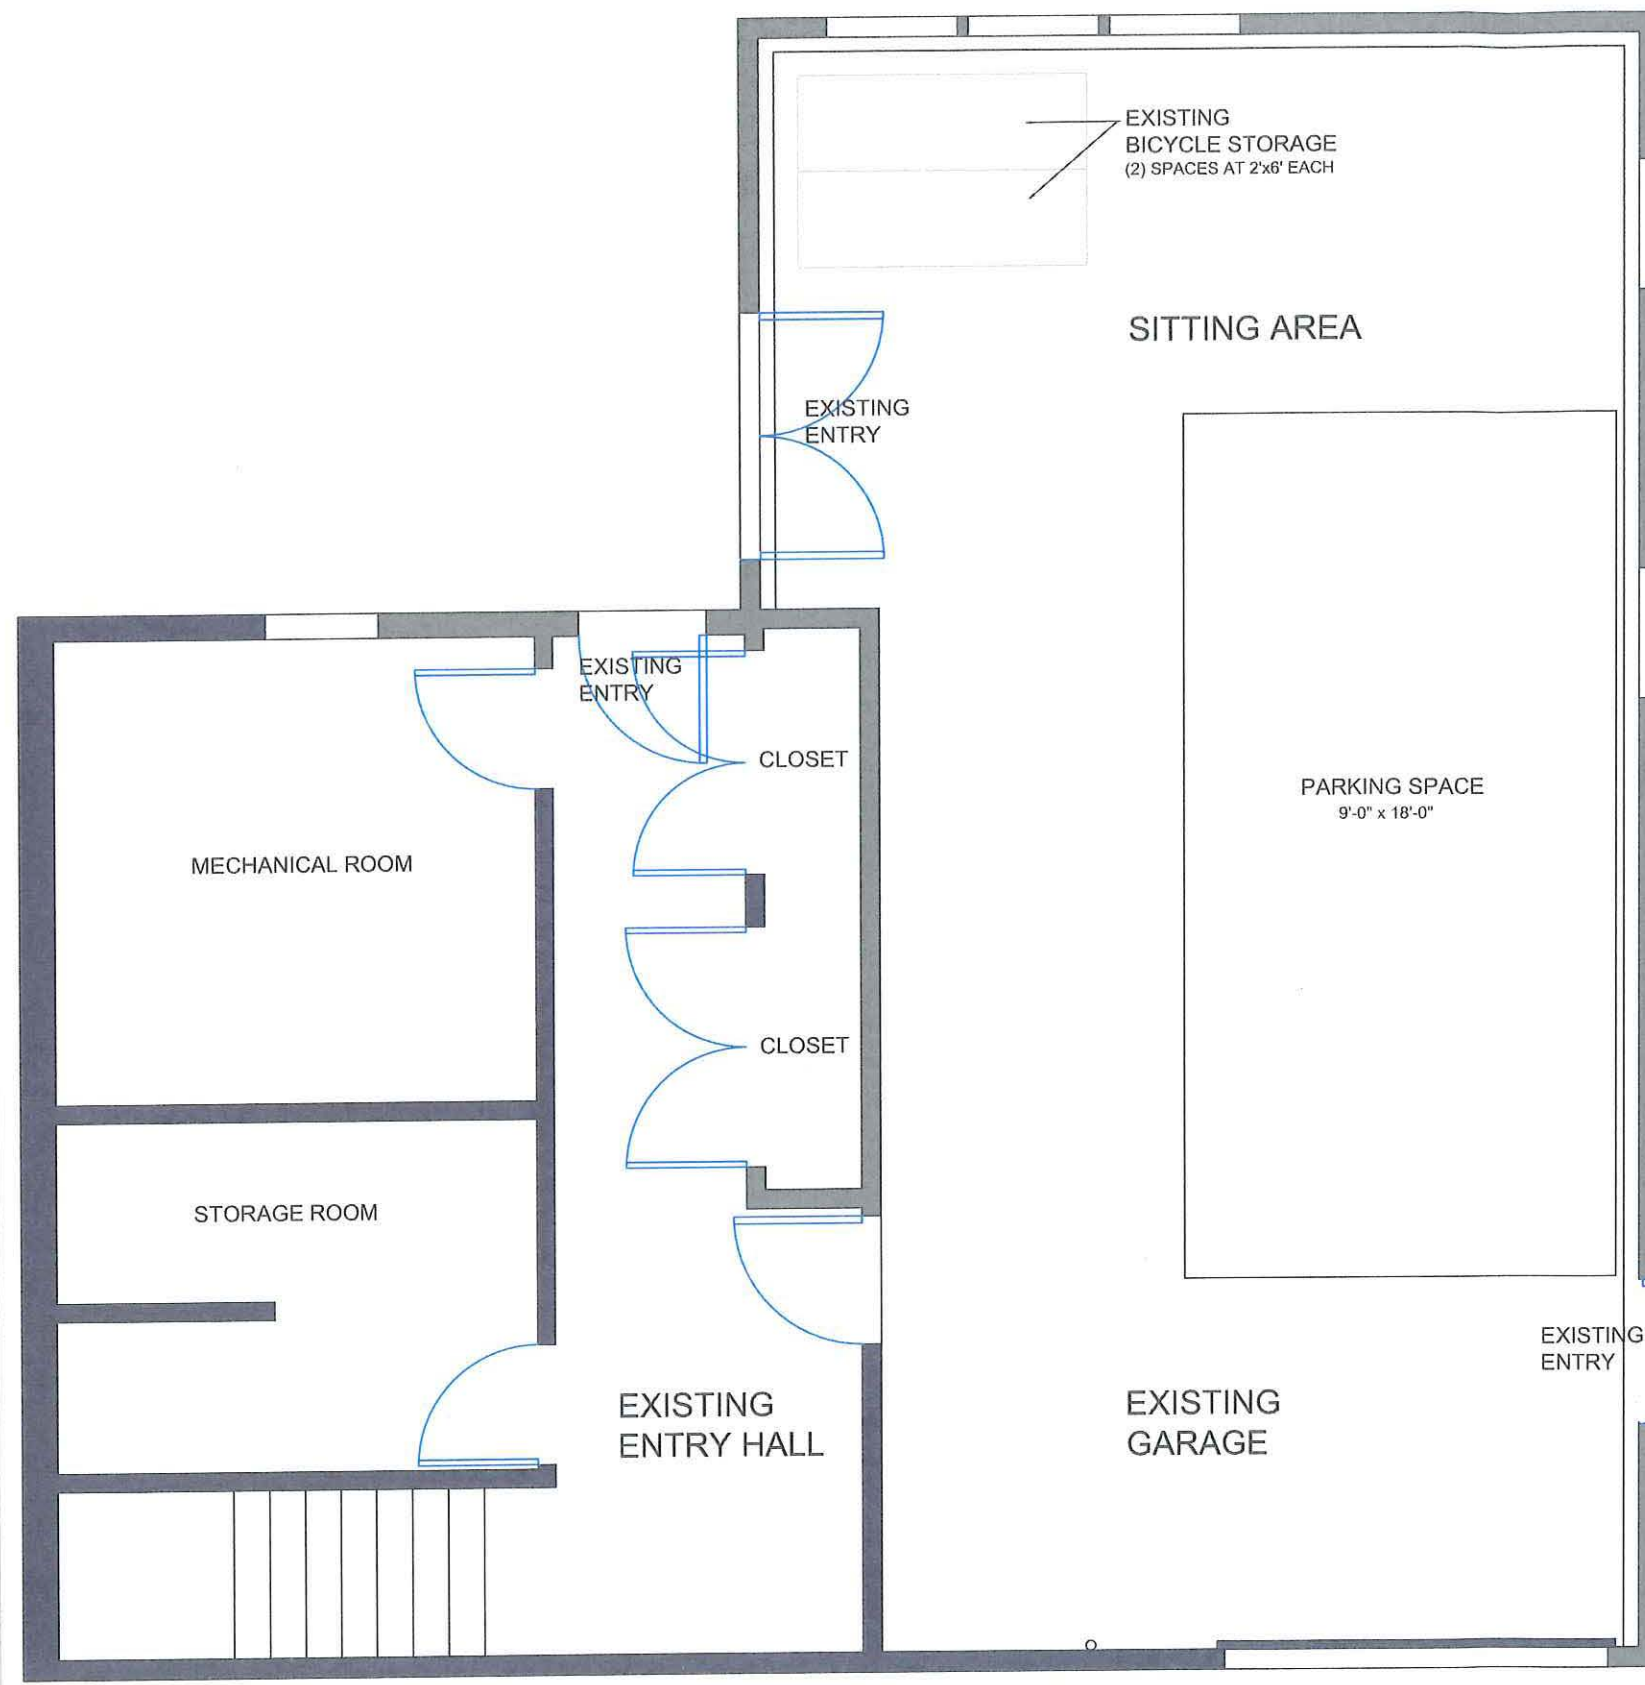 EXISTING
BICYCLE STORAGE
(2) SPACES AT 2'x6' EACH
SITTING AREA
EXISTING
ENTRY
EXISTING
ENTRY
CLOSET
PARKING SPACE
9'-0" x 18'-0"
MECHANICAL ROOM
CLOSET
STORAGE ROOM
EXISTING
ENTRY
EXISTING
ENTRY HALL
EXISTING
GARAGE